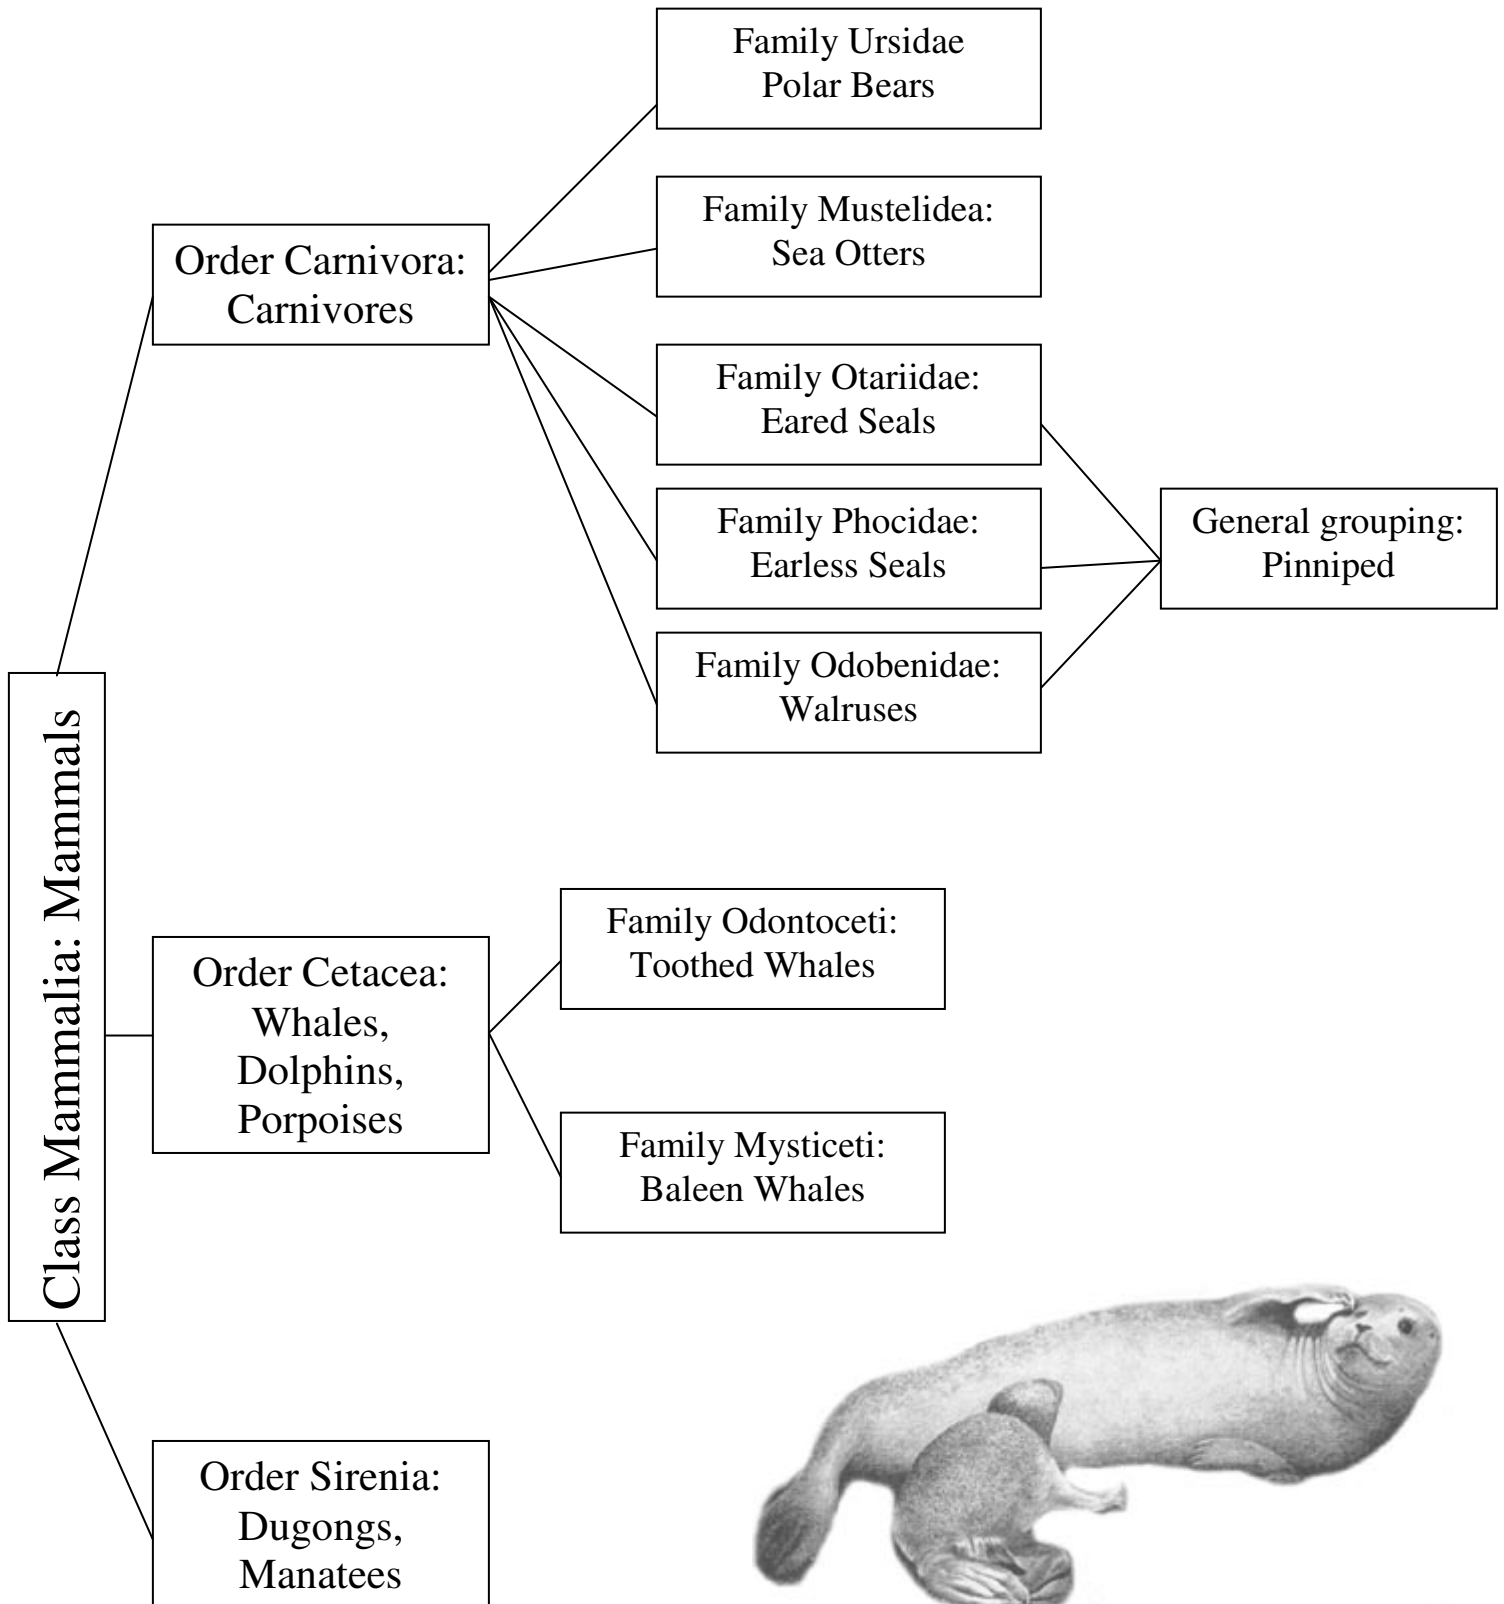 Family Ursidae
Polar Bears
Family Mustelidea:
Sea Otters
Order Carnivora:
Carnivores
Family Otariidae:
Eared Seals
Family Phocidae:
Earless Seals
General grouping:
Pinniped
Family Odobenidae:
Walruses
Class Mammalia: Mammals
Family Odontoceti:
Toothed Whales
Order Cetacea:
Whales,
Dolphins,
Porpoises
Family Mysticeti:
Baleen Whales
Order Sirenia:
Dugongs,
Manatees